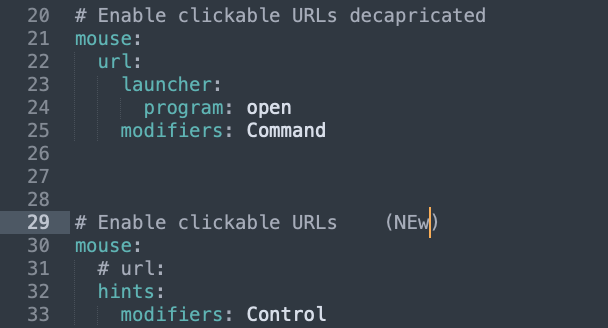 20 # Enable clickable URLs decapricated
21 mouse:
22 url:
23 launcher:
24 program: open
25 modifiers: Command
26
27
28
29 # Enable clickable URLs (NEw)
30 mouse:
31 # url:
32 hints:
33 modifiers: Control